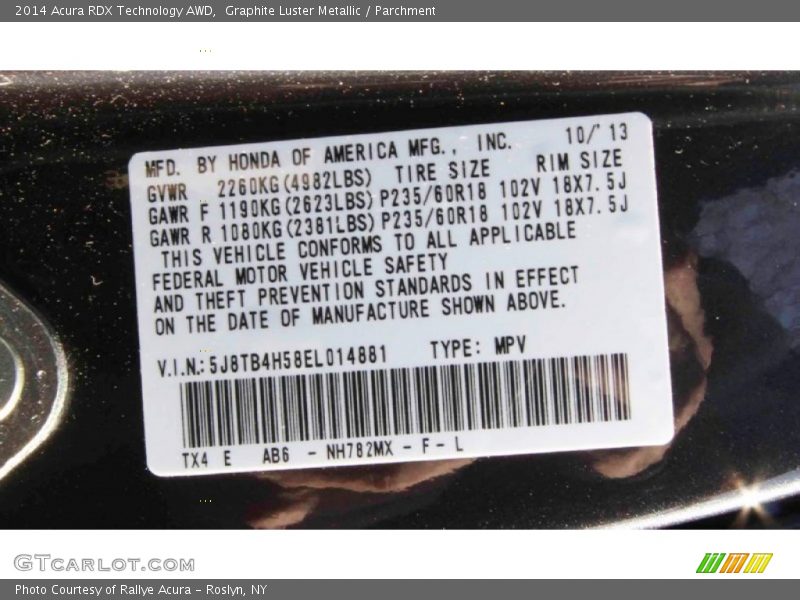 2014 Acura RDX Technology AWD, Graphite Luster Metallic / Parchment
MFD. BY HONDA OF AMERICA MFG., INC. 10/'13
GVWR 2260KG(4982LBS) TIRE SIZE RIM SIZE
GAWR F 1190KG(2623LBS) P235/60R18 102V 18X7.5J
GAWR R 1080KG(2381LBS) P235/60R18 102V 18X7.5J
THIS VEHICLE CONFORMS TO ALL APPLICABLE
FEDERAL MOTOR VEHICLE SAFETY
AND THEFT PREVENTION STANDARDS IN EFFECT
ON THE DATE OF MANUFACTURE SHOWN ABOVE.
V.I.N.: 5J8TB4H58EL014881 TYPE: MPV
TX4 E AB6 - NH782MX - F - L
GTCARLOT.COM
Photo Courtesy of Rallye Acura - Roslyn, NY